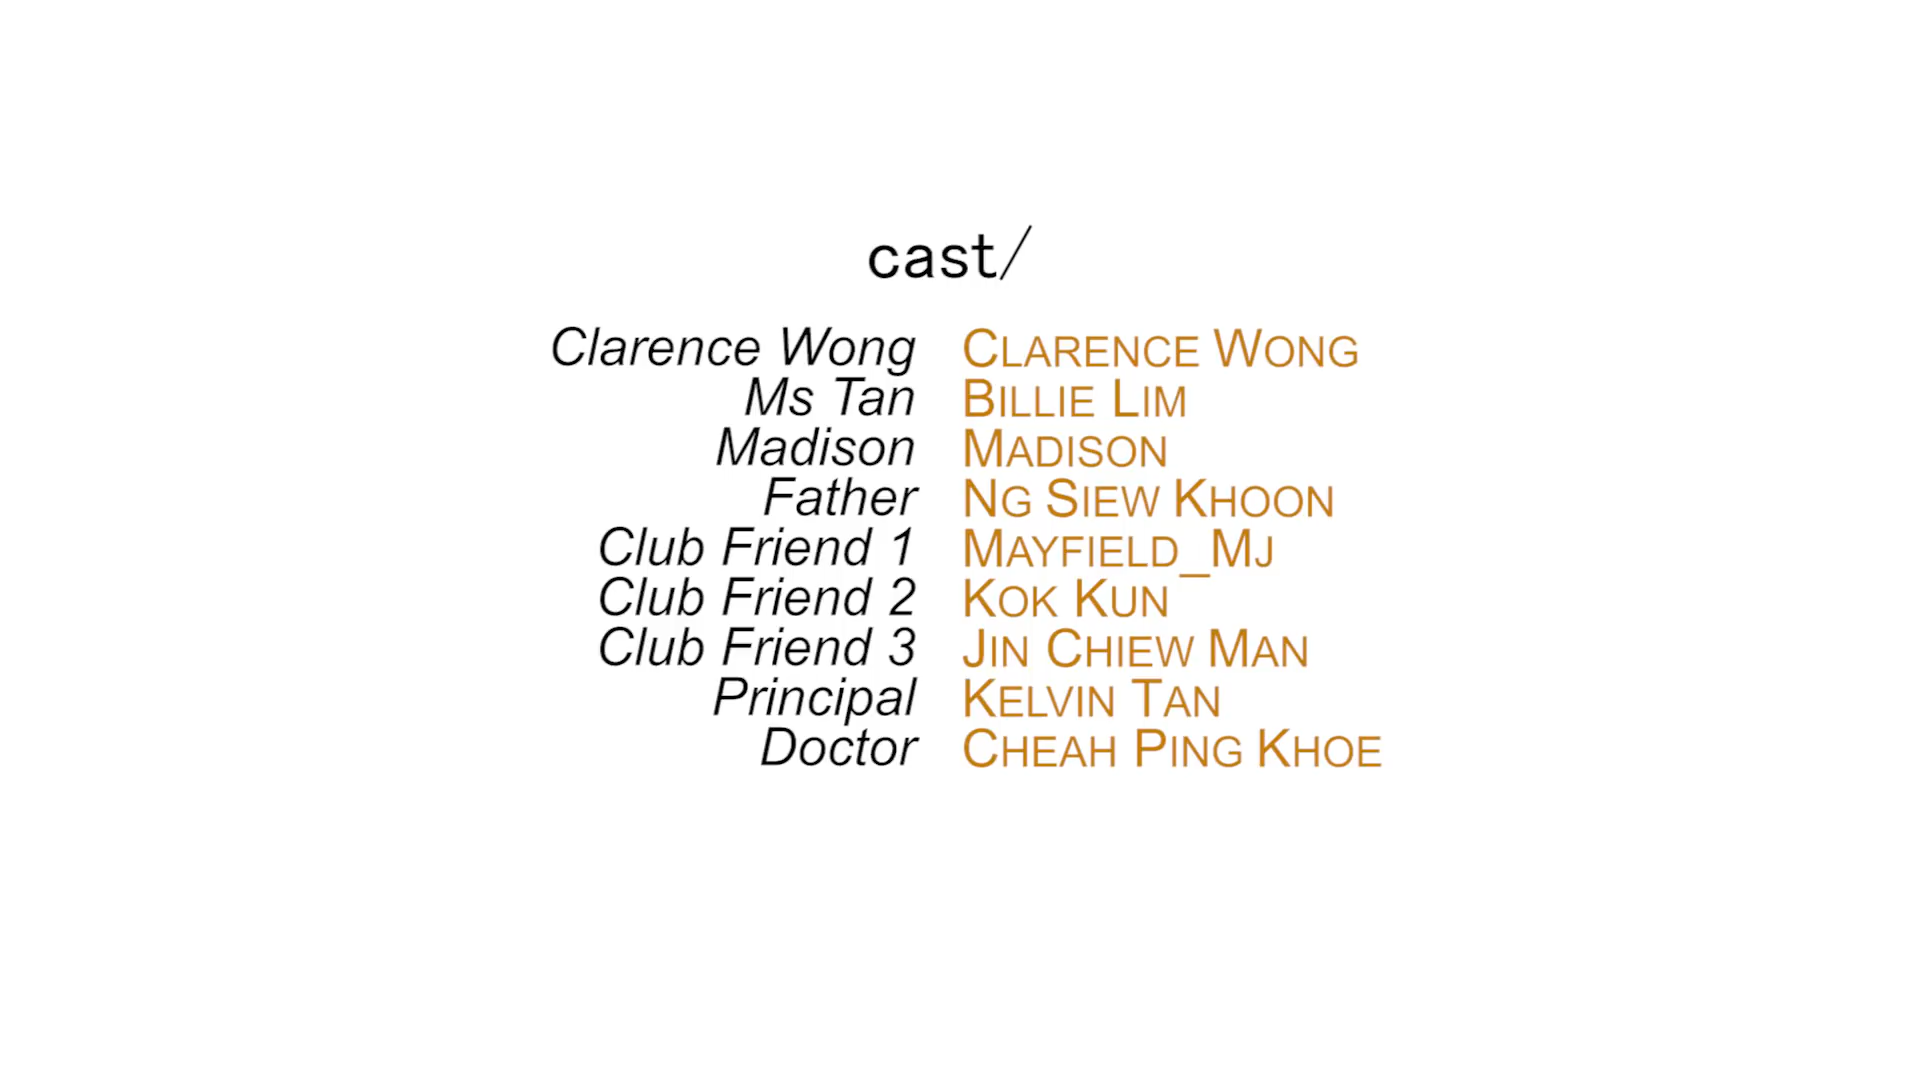 cast/
Clarence Wong CLARENCE WONG
Ms Tan BILLIE LIM
Madison MADISON
Father NG SIEW KHOON
Club Friend 1 MAYFIELD_MJ
Club Friend 2 KOK KUN
Club Friend 3 JIN CHIEW MAN
Principal KELVIN TAN
Doctor CHEAH PING KHOE